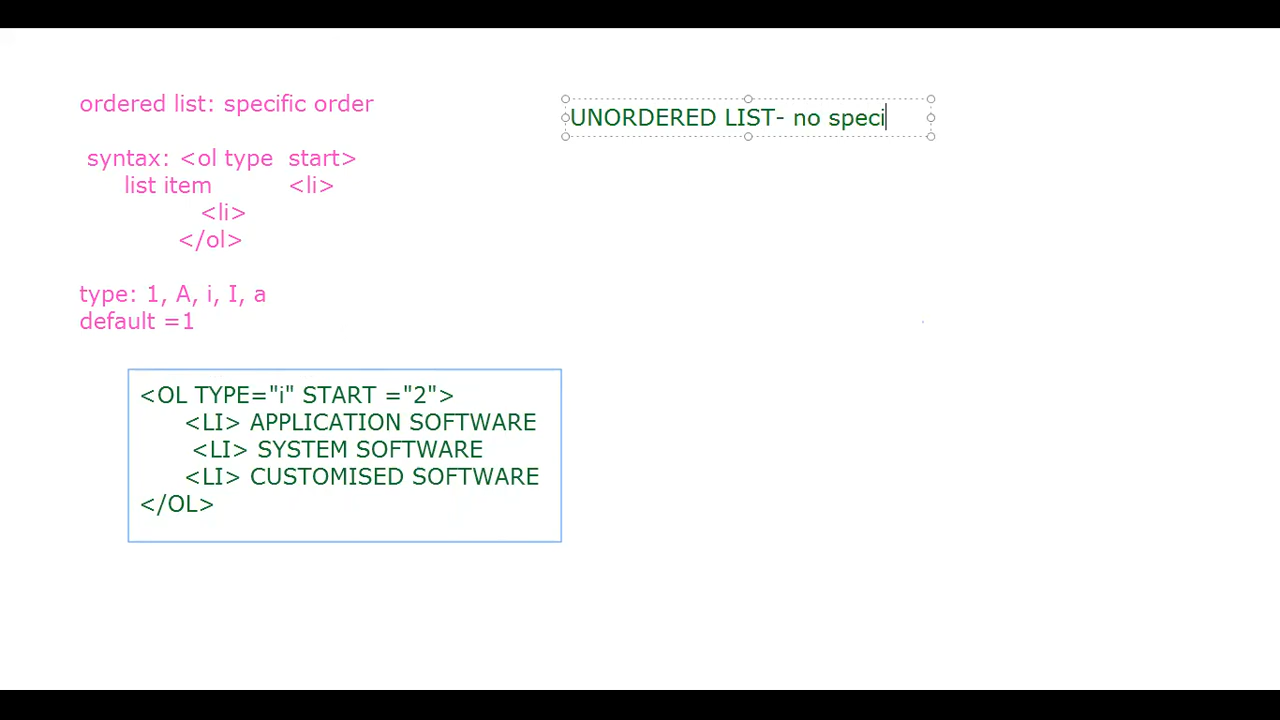 ordered list: specific order
syntax: <ol type  start>
list item <li>
<li>
</ol>
type: 1, A, i, I, a
default =1
<OL TYPE="i" START ="2">
<LI> APPLICATION SOFTWARE
<LI> SYSTEM SOFTWARE
<LI> CUSTOMISED SOFTWARE
</OL>
UNORDERED LIST- no speci